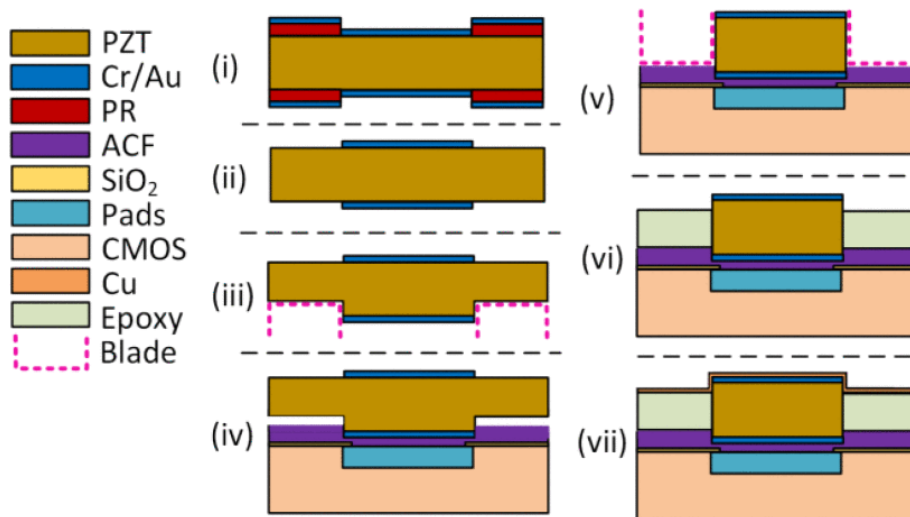 PZT
Cr/Au
PR
ACF
SiO₂
Pads
CMOS
Cu
Epoxy
Blade
(i)
(ii)
(iii)
(iv)
(v)
(vi)
(vii)